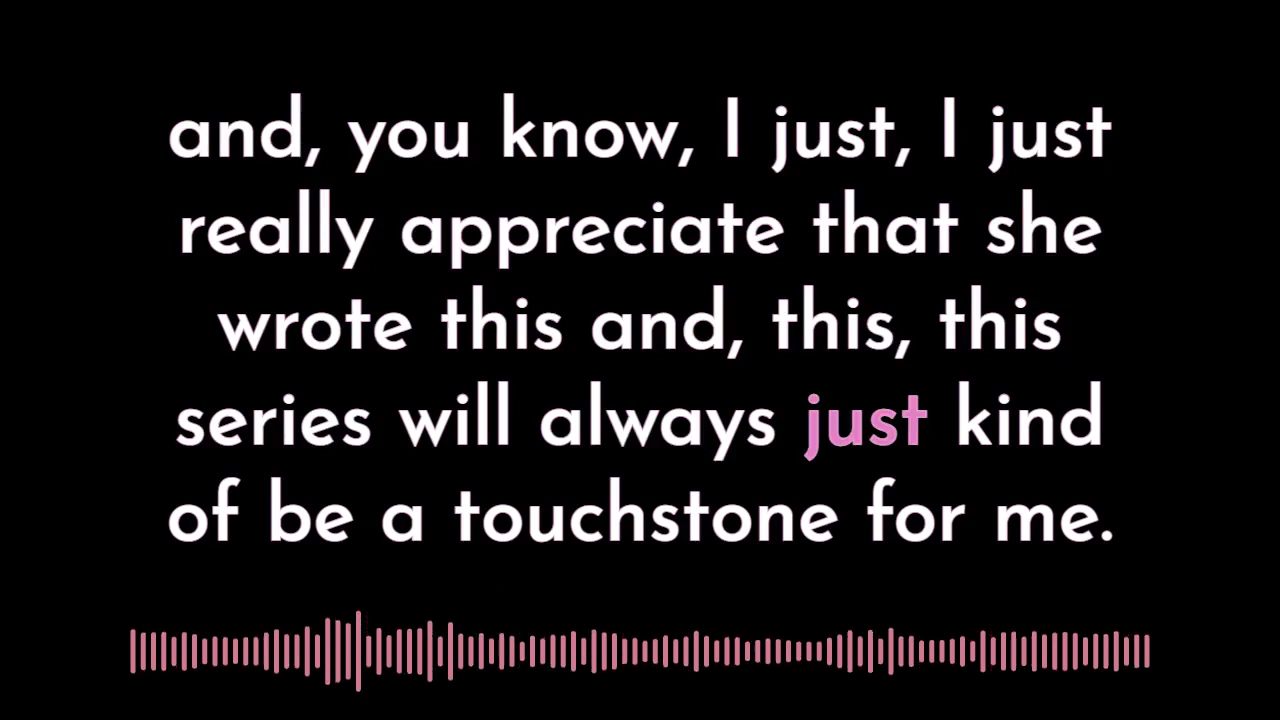 and, you know, I just, I just
really appreciate that she
wrote this and, this, this
series will always just kind
of be a touchstone for me.